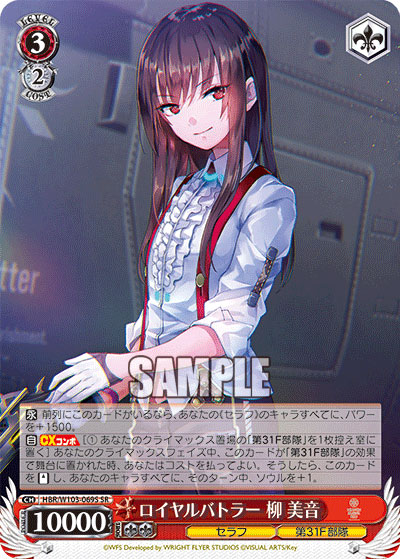 LEVEL
3
2
COST
tter
SAMPLE
永 前列にこのカードがいるなら、あなたの《セラフ》のキャラすべてに、パワー
を+1500。
自 CXコンボ [① あなたのクライマックス置場の「第31F部隊」を1枚控え室に
置く] あなたのクライマックスフェイズ中、このカードが「第31F部隊」の効果
で舞台に置かれた時、あなたはコストを払ってよい。そうしたら、このカード
は【↑】し、あなたのキャラすべてに、そのターン中、ソウルを+1。
CH HBR/W103-069S SR
ロイヤルバトラー 柳 美音
10000
セラフ
第31F部隊
©WFS Developed by WRIGHT FLYER STUDIOS ©VISUAL ARTS/Key